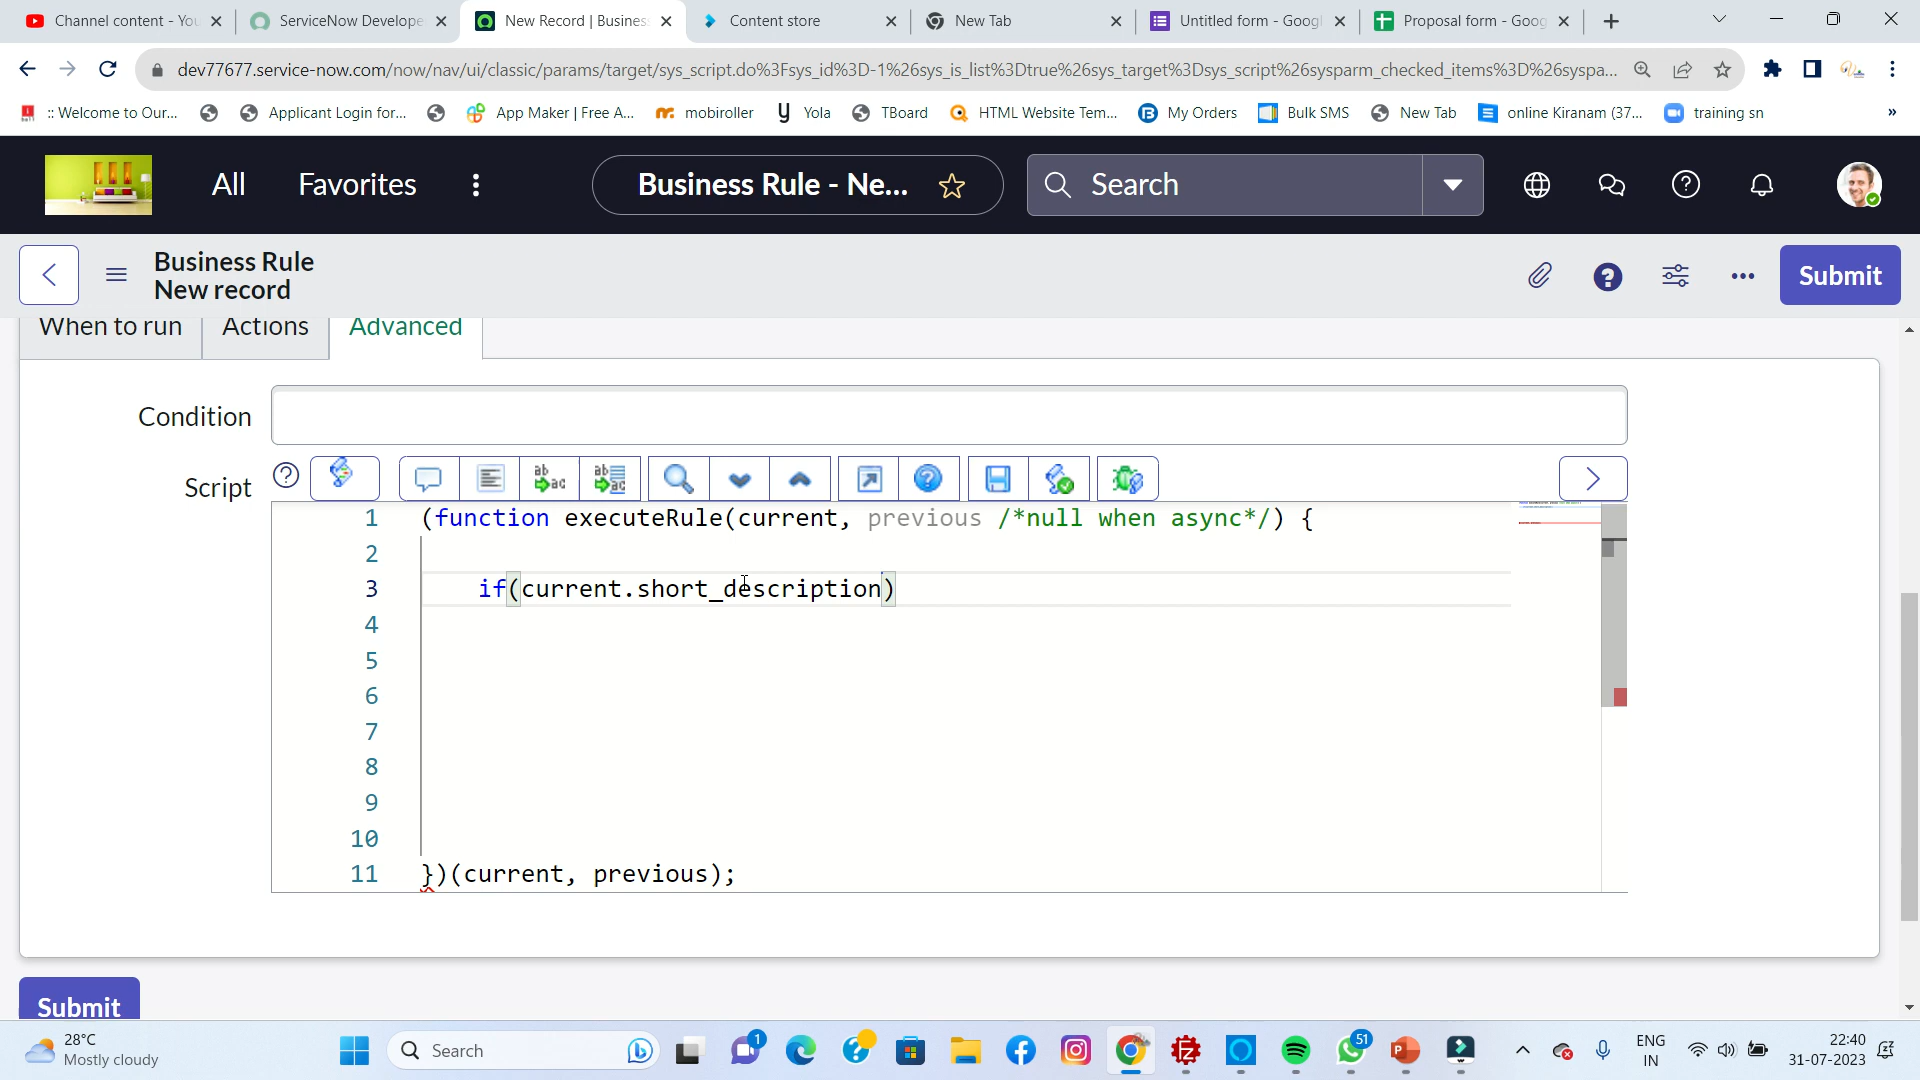 Channel content - You
ServiceNow Develope
New Record | Busines
Content store
New Tab
Untitled form - Googl
Proposal form - Goog
dev77677.service-now.com/now/nav/ui/classic/params/target/sys_script.do%3Fsys_id%3D-1%26sys_is_list%3Dtrue%26sys_target%3Dsys_script%26sysparm_checked_items%3D%26syspa...
:: Welcome to Our...
Applicant Login for...
App Maker | Free A...
mobiroller
Yola
TBoard
HTML Website Tem...
My Orders
Bulk SMS
New Tab
online Kiranam (37...
training sn
»
All
Favorites
Business Rule - Ne...
Search
Business Rule
New record
Submit
When to run
Actions
Advanced
Condition
Script
1 (function executeRule(current, previous /*null when async*/) {
2
3 if(current.short_description)
4
5
6
7
8
9
10
11 })(current, previous);
Submit
28°C
Mostly cloudy
Search
1
51
ENG
IN
22:40
31-07-2023